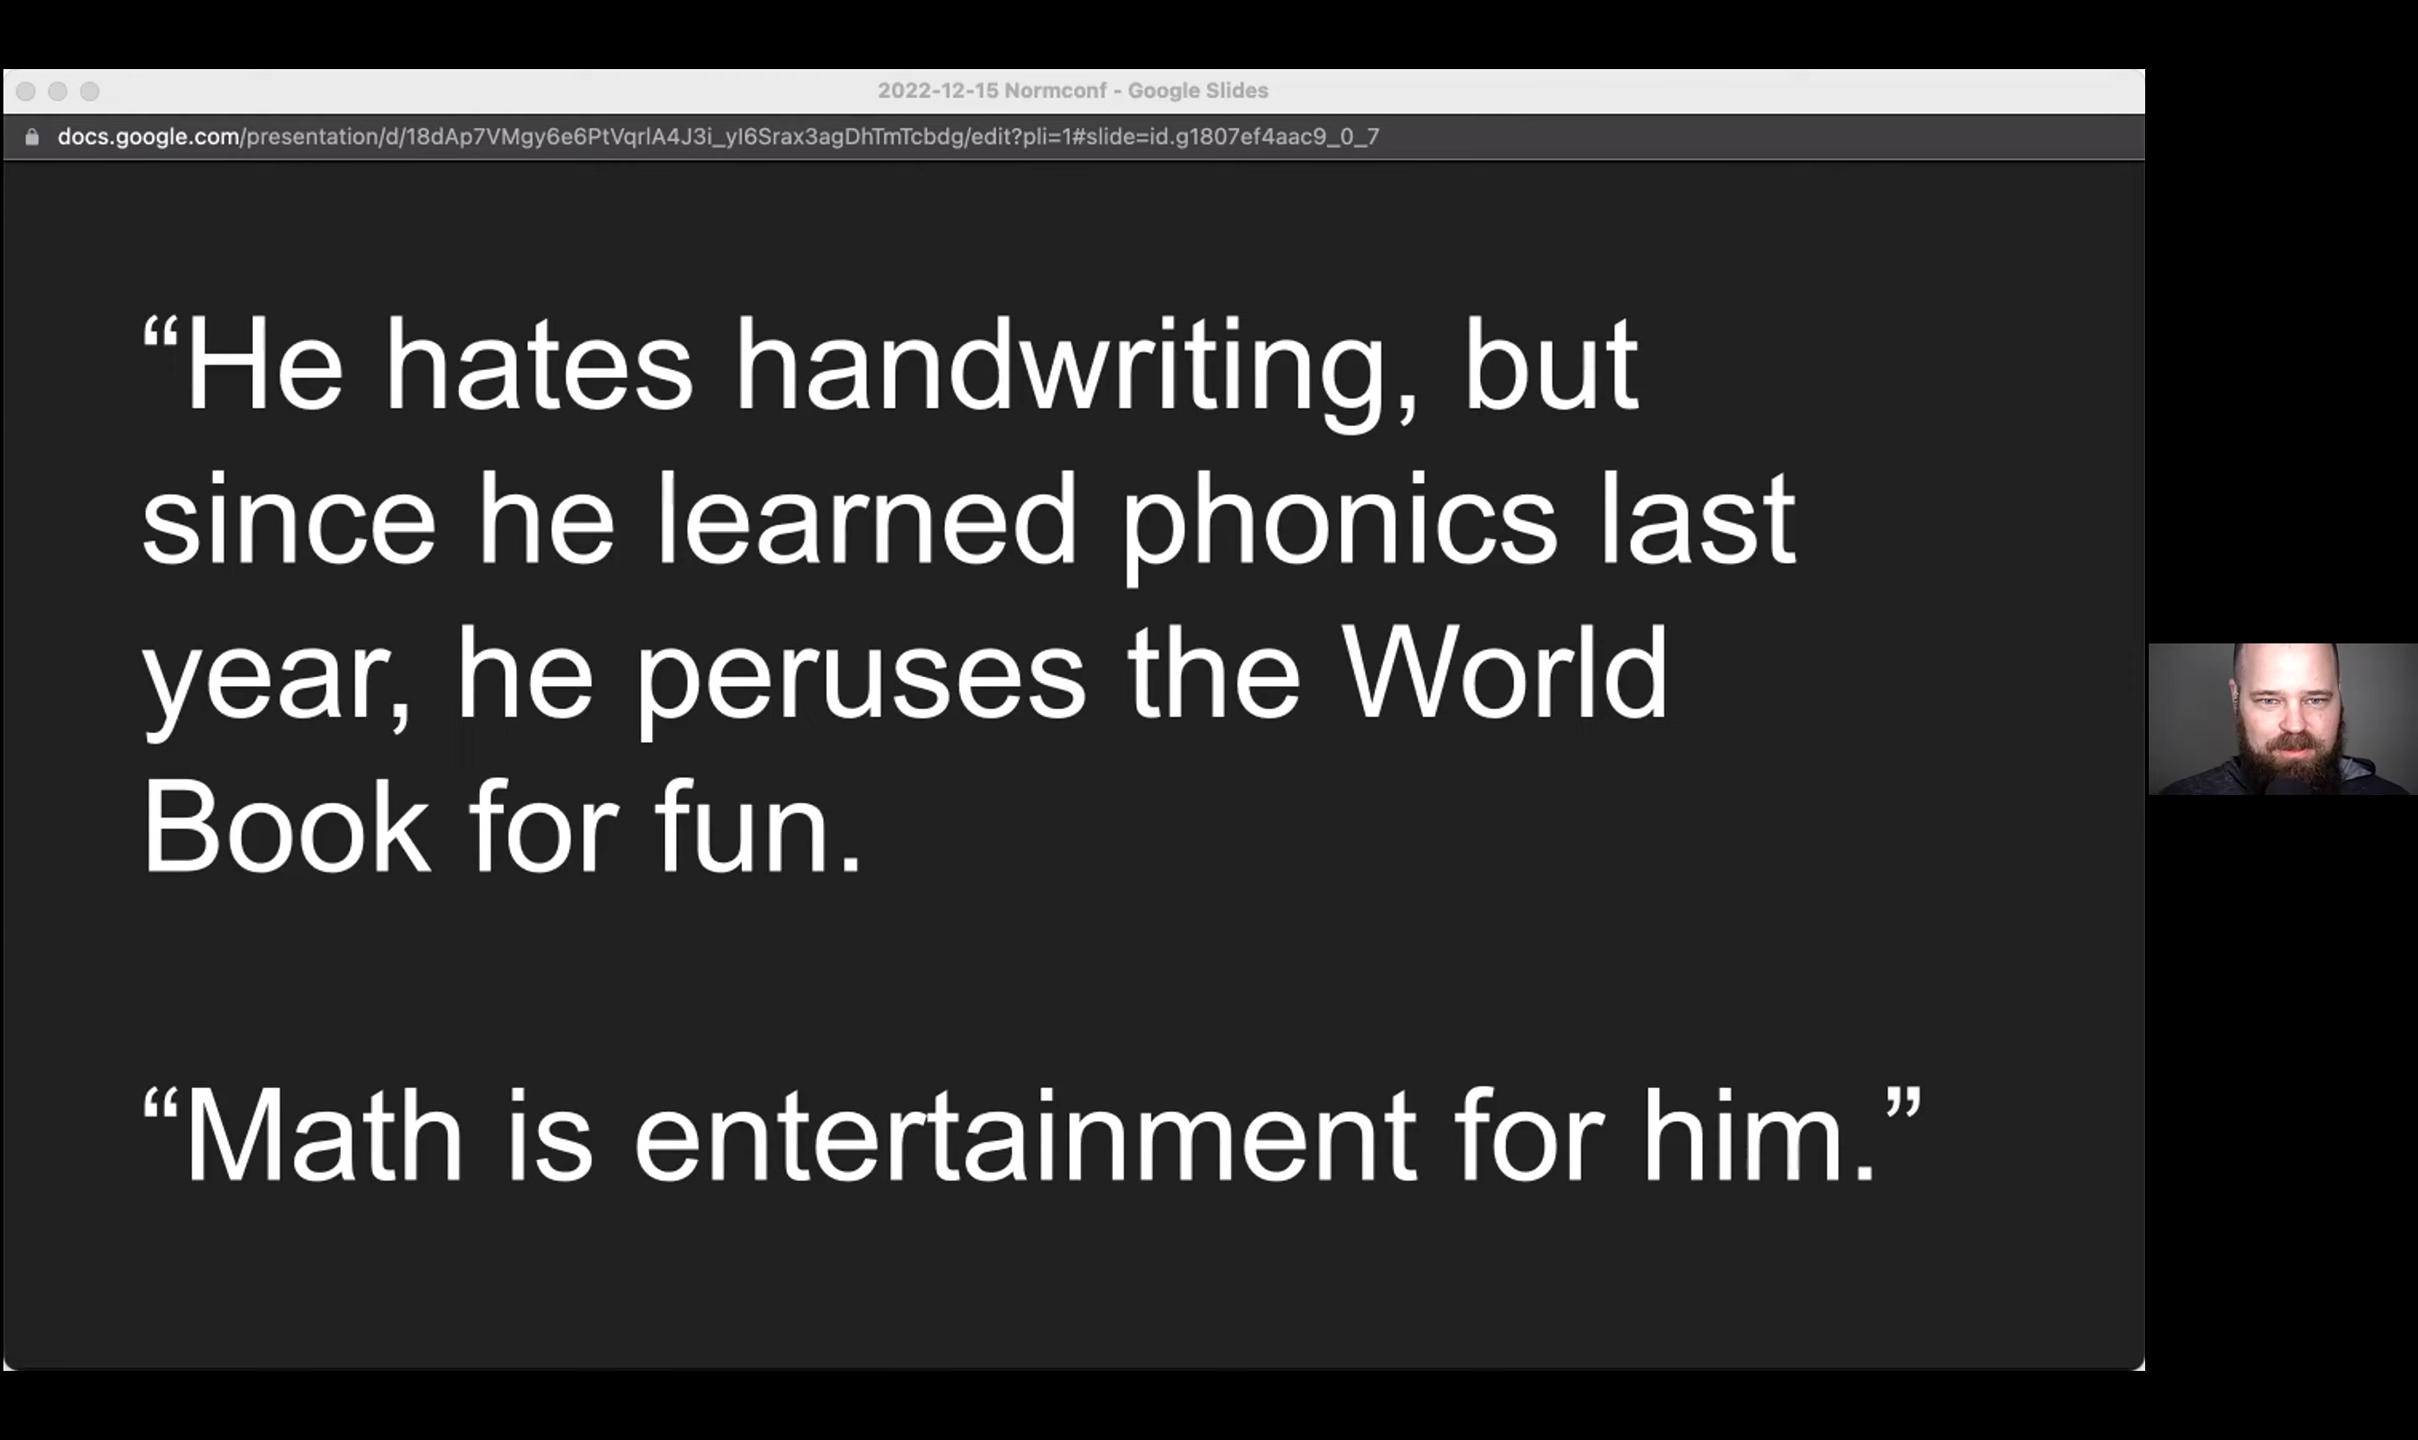 2022-12-15 Normconf - Google Slides
docs.google.com/presentation/d/18dAp7VMgy6e6PtVqrlA4J3i_yI6Srax3agDhTmTcbdg/edit?pli=1#slide=id.g1807ef4aac9_0_7
“He hates handwriting, but
since he learned phonics last
year, he peruses the World
Book for fun.
“Math is entertainment for him.”